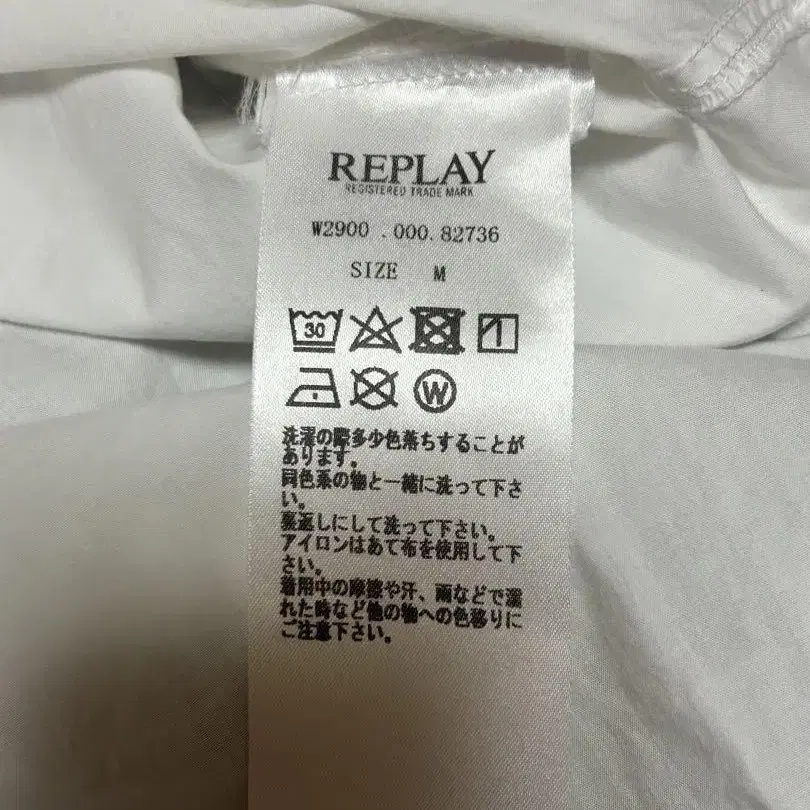 REPLAY
REGISTERED TRADE MARK
W2900 .000.82736
SIZE M
30
W
洗濯の際多少色落ちすることが
あります。
同色系の物と一緒に洗って下さ
い。
裏返しにして洗って下さい。
アイロンはあて布を使用して下
さい。
着用中の摩擦や汗、雨などで濡
れた時など他の物への色移りに
ご注意下さい。